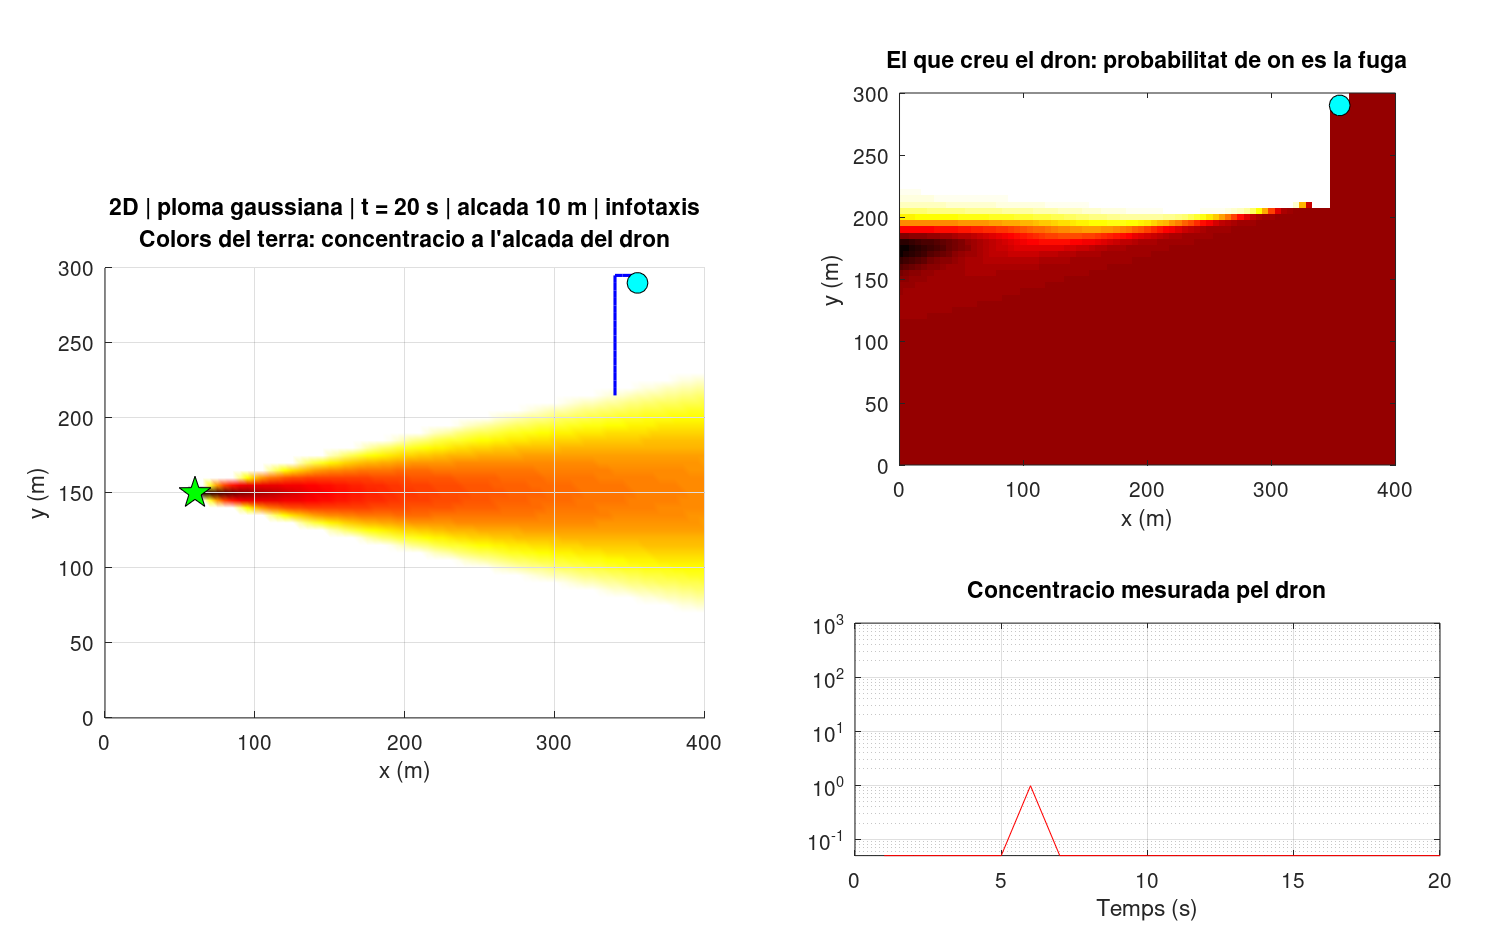 2D | ploma gaussiana | t = 20 s | alcada 10 m | infotaxis
Colors del terra: concentracio a l'alcada del dron
300
250
200
150
100
50
0
y (m)
0 100 200 300 400
x (m)
El que creu el dron: probabilitat de on es la fuga
300
250
200
150
100
50
0
y (m)
0 100 200 300 400
x (m)
Concentracio mesurada pel dron
10^3
10^2
10^1
10^0
10^-1
0 5 10 15 20
Temps (s)